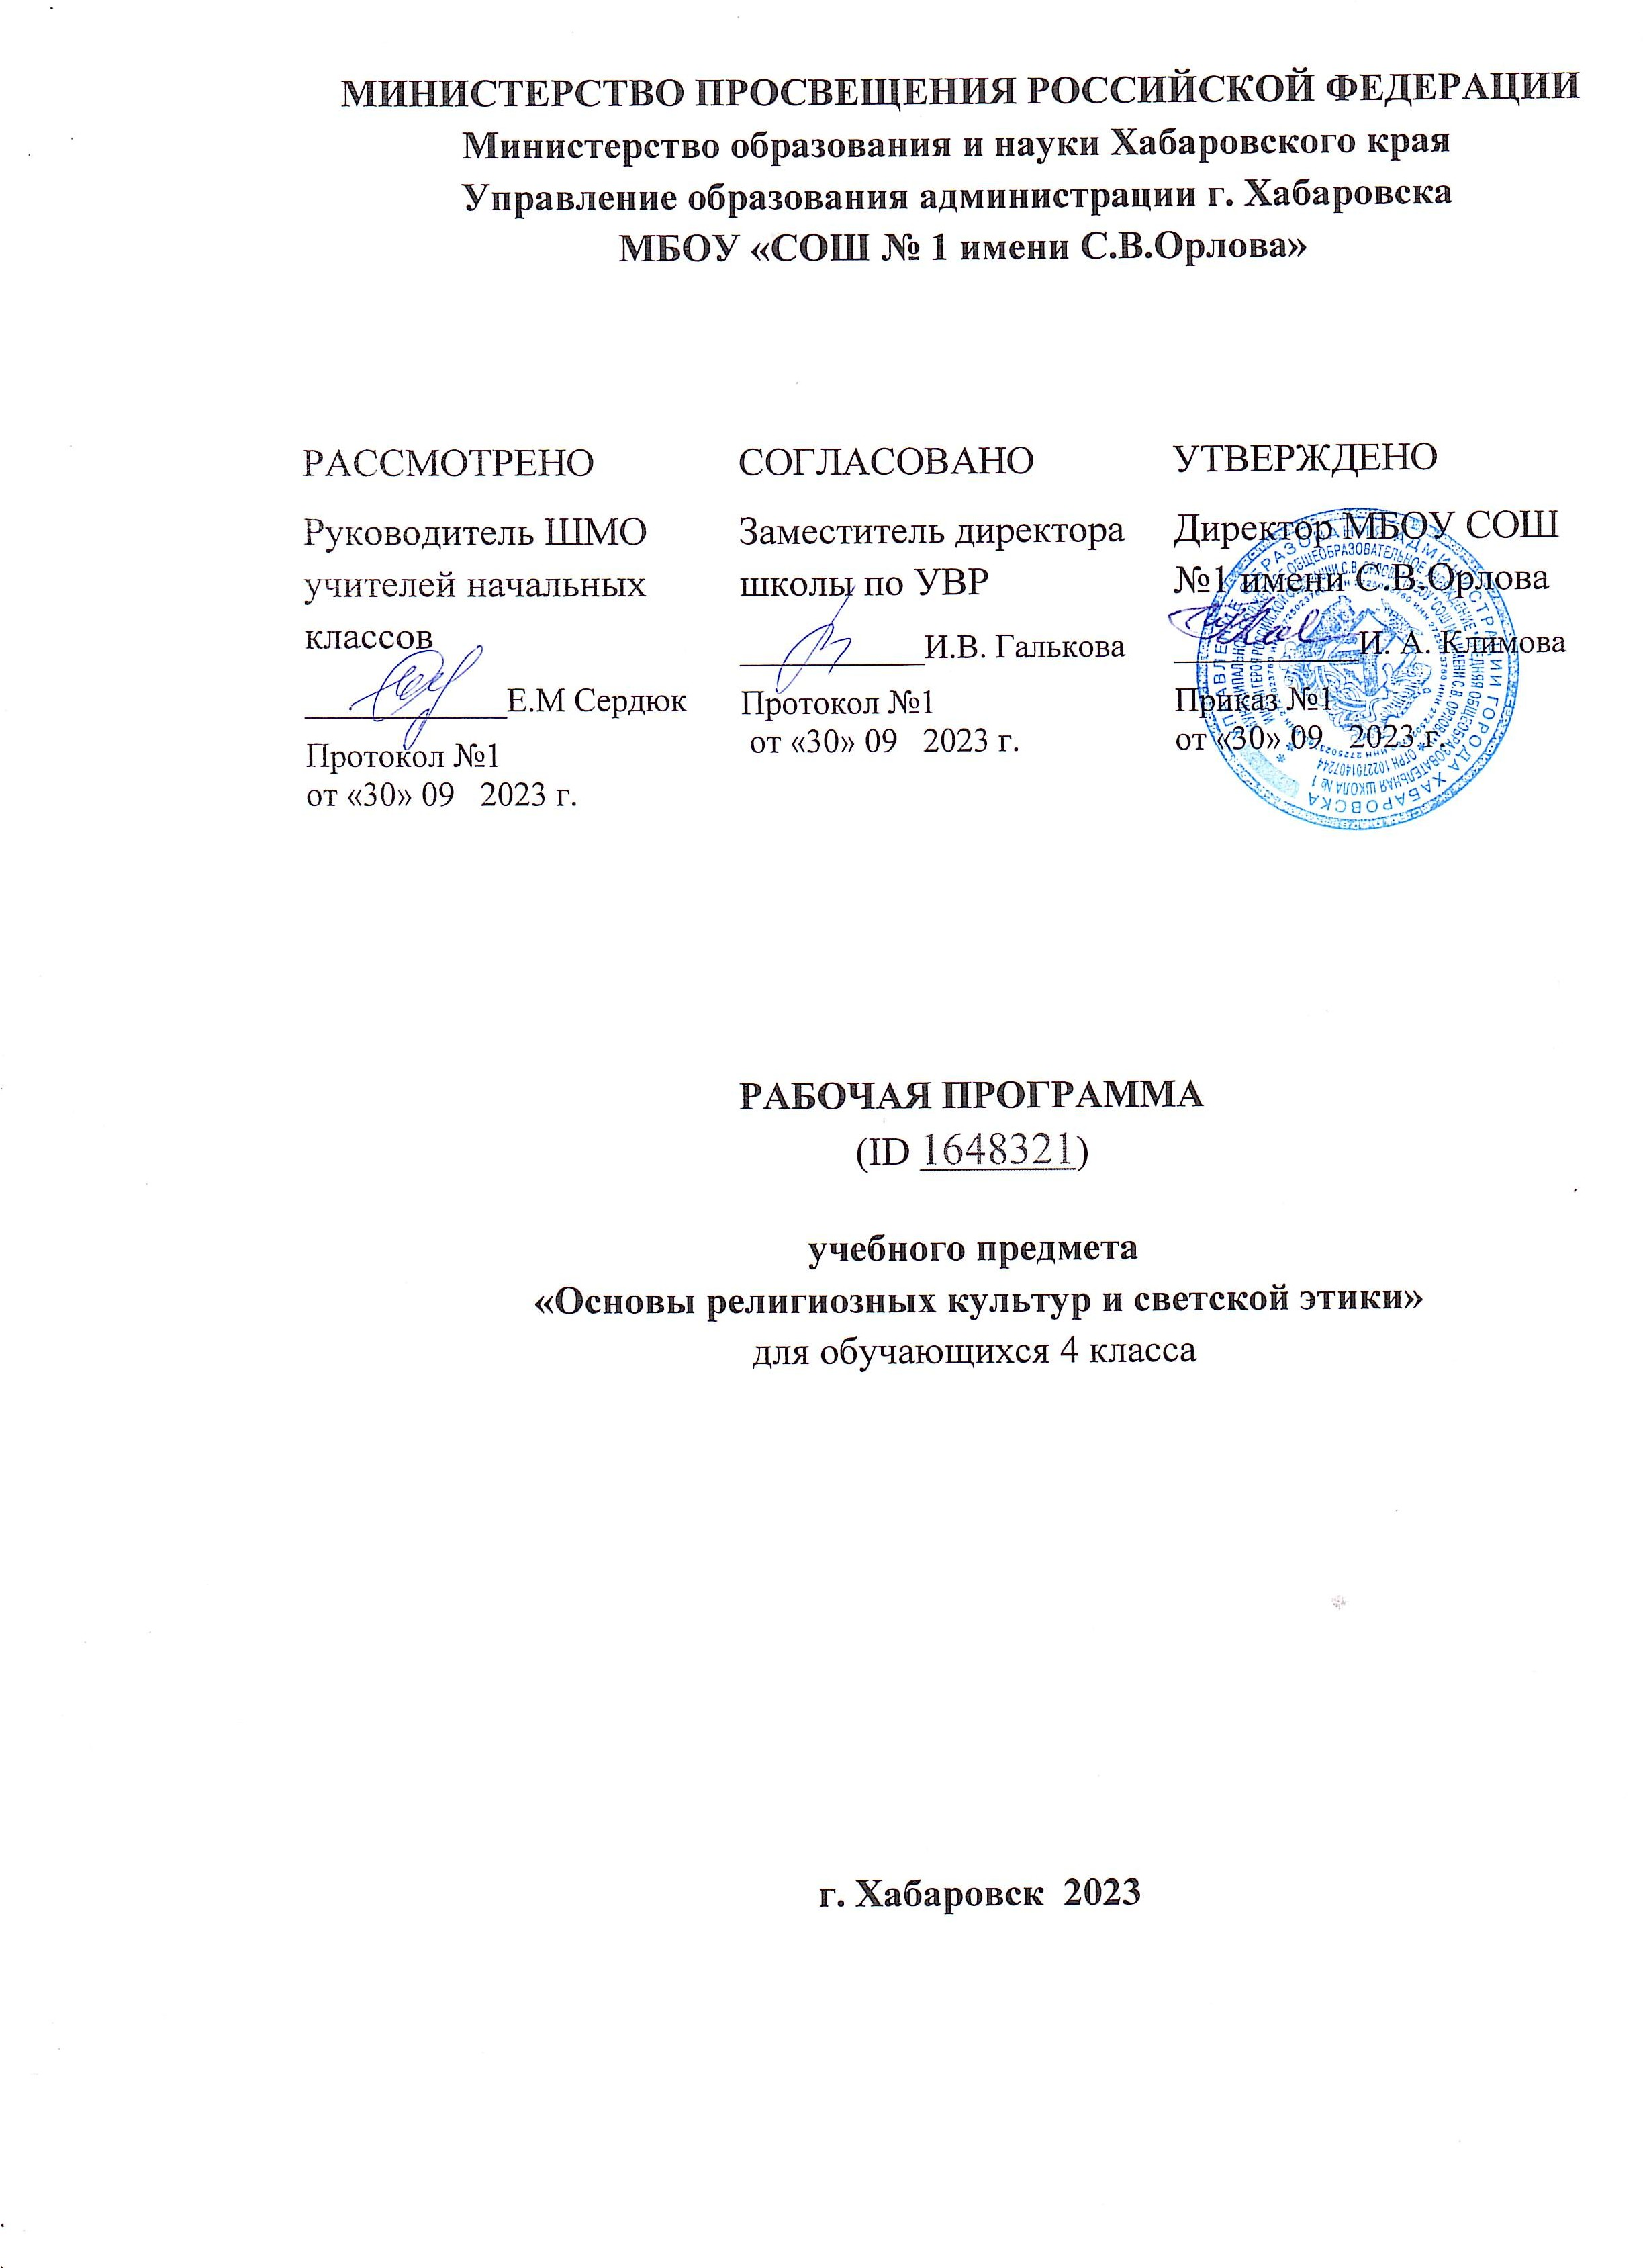 МИНИСТЕРСТВО ПРОСВЕЩЕНИЯ РОССИЙСКОЙ ФЕДЕРАЦИИ
Министерство образования и науки Хабаровского края
Управление образования администрации г. Хабаровска
МБОУ «СОШ № 1 имени С.В.Орлова»
РАССМОТРЕНО
Руководитель ШМО
учителей начальных
классов
____________Е.М Сердюк
Протокол №1
от «30» 09 2023 г.
СОГЛАСОВАНО
Заместитель директора
школы по УВР
___________И.В. Галькова
Протокол №1
от «30» 09 2023 г.
УТВЕРЖДЕНО
Директор МБОУ СОШ
№1 имени С.В.Орлова
___________И. А. Климова
Приказ №1
от «30» 09 2023 г.
РАБОЧАЯ ПРОГРАММА
(ID 1648321)
учебного предмета
«Основы религиозных культур и светской этики»
для обучающихся 4 класса
г. Хабаровск 2023